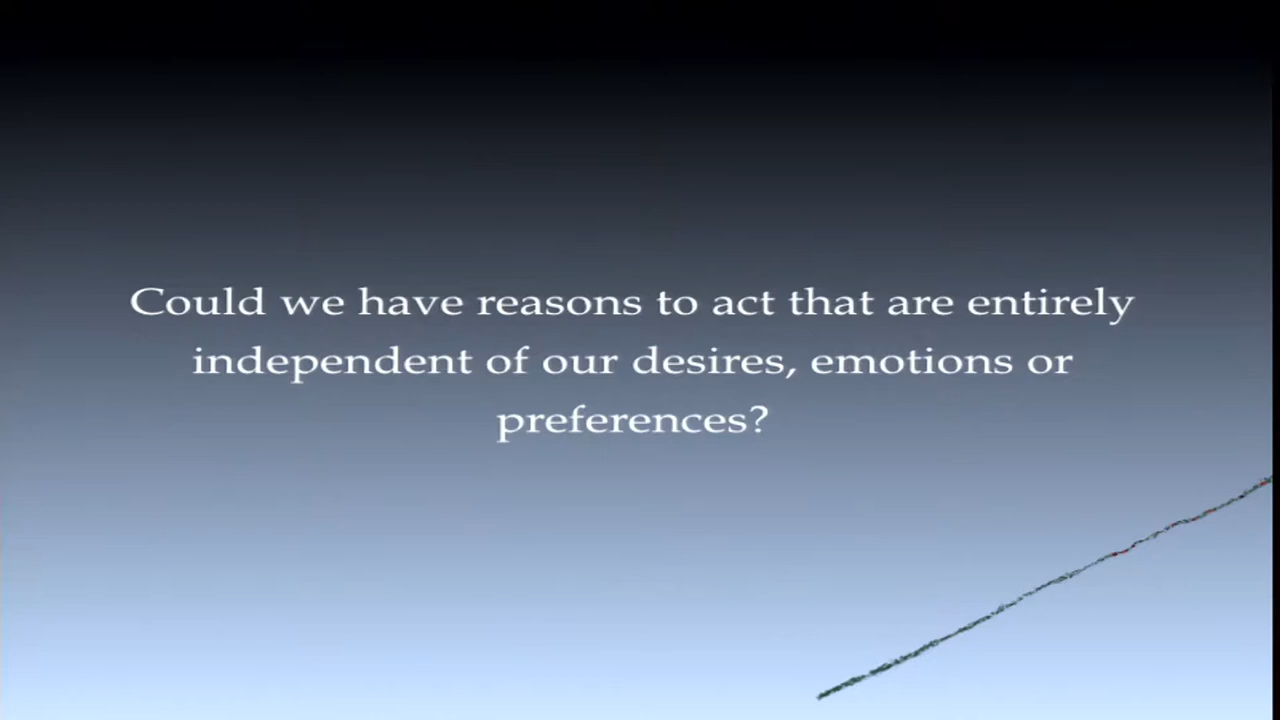 Could we have reasons to act that are entirely
independent of our desires, emotions or
preferences?